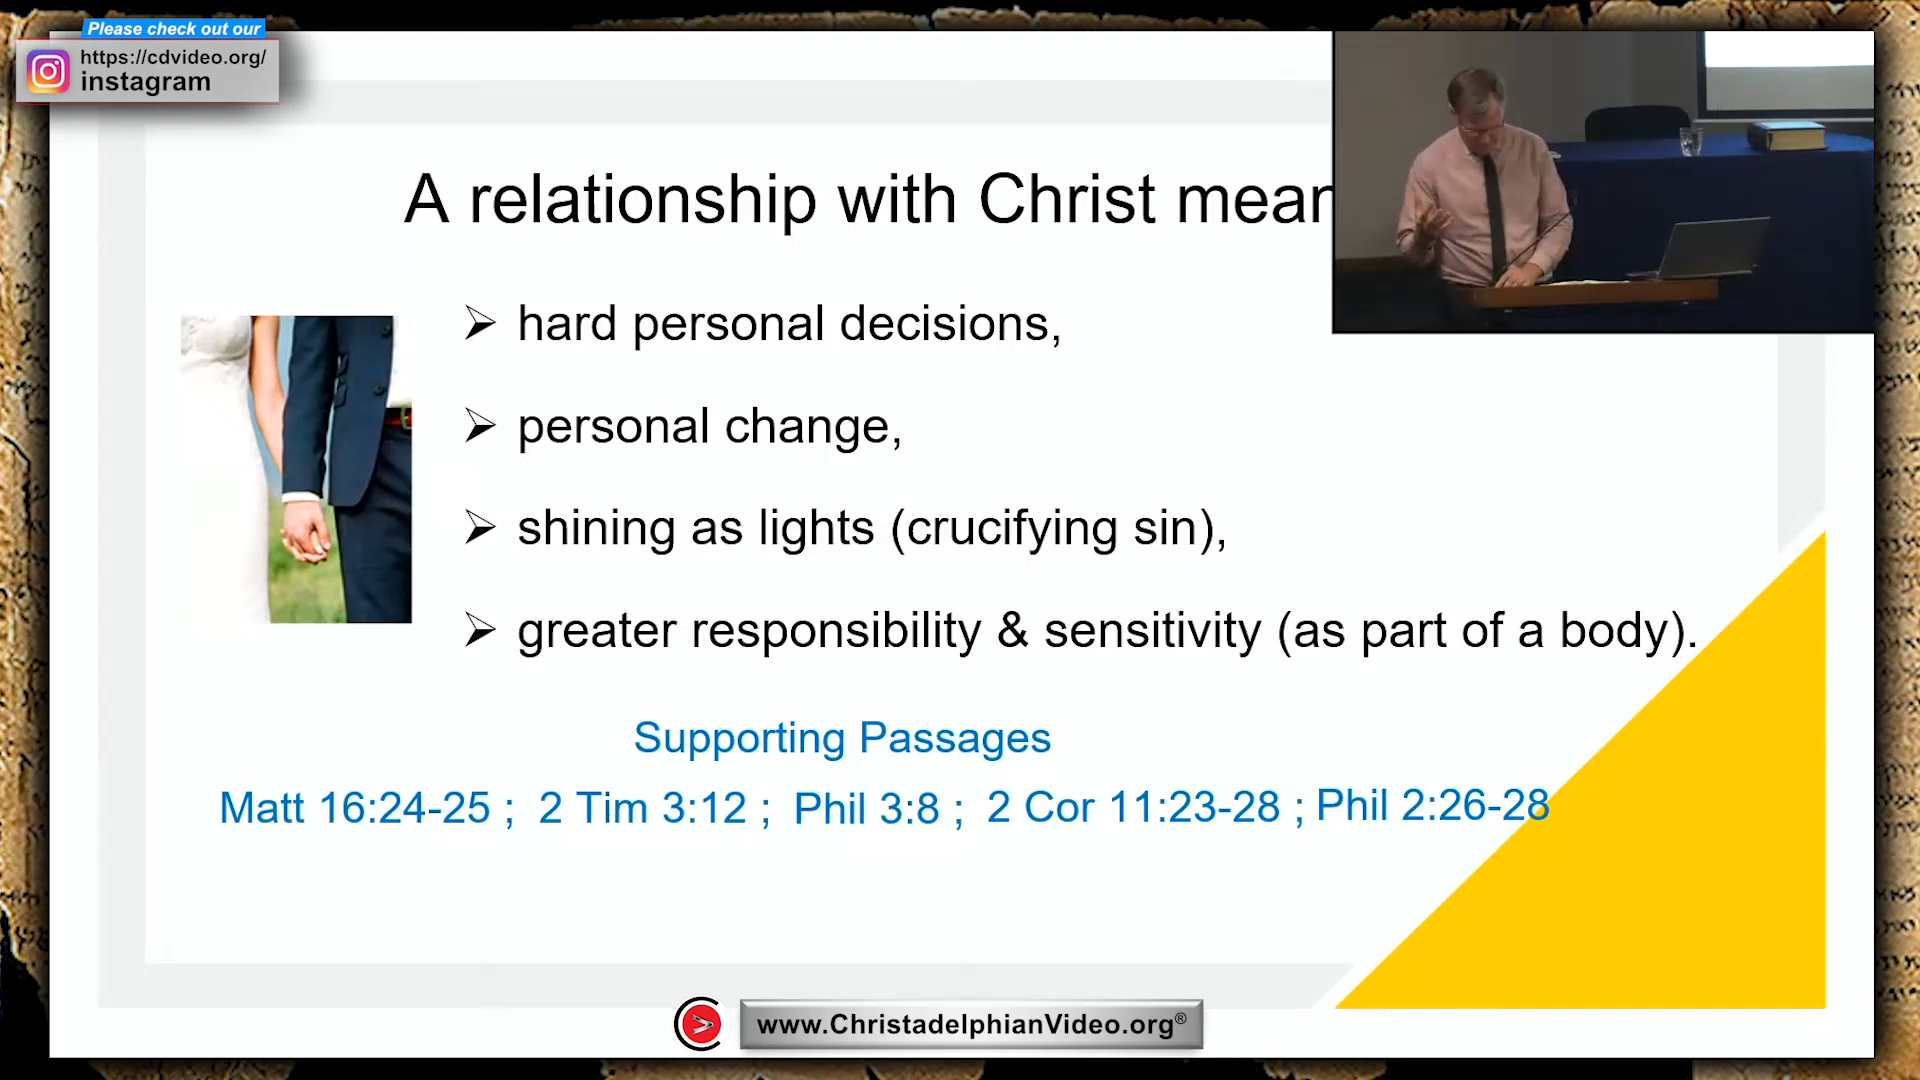 Please check out our
https://cdvideo.org/
instagram
A relationship with Christ mean
➢ hard personal decisions,
➢ personal change,
➢ shining as lights (crucifying sin),
➢ greater responsibility & sensitivity (as part of a body).
Supporting Passages
Matt 16:24-25 ; 2 Tim 3:12 ; Phil 3:8 ; 2 Cor 11:23-28 ; Phil 2:26-28
www.ChristadelphianVideo.org®